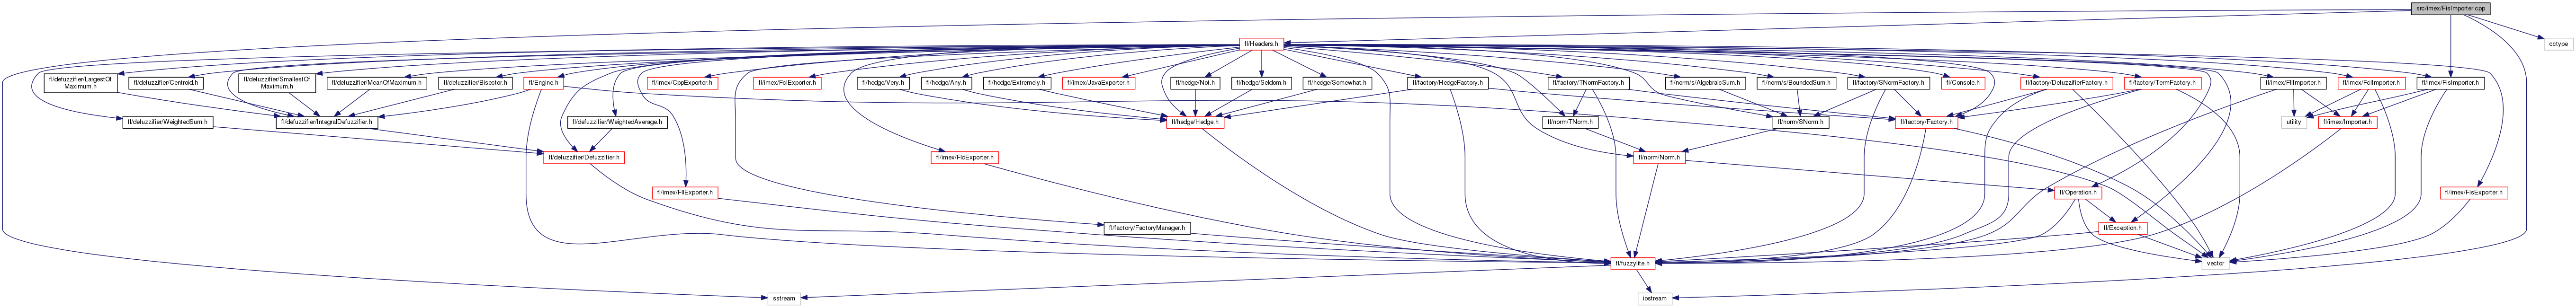 src/imex/FisImporter.cpp
fl/Headers.h
cctype
fl/defuzzifier/LargestOf
Maximum.h
fl/defuzzifier/Centroid.h
fl/defuzzifier/SmallestOf
Maximum.h
fl/defuzzifier/MeanOfMaximum.h
fl/defuzzifier/Bisector.h
fl/Engine.h
fl/imex/CppExporter.h
fl/imex/FclExporter.h
fl/hedge/Very.h
fl/hedge/Any.h
fl/hedge/Extremely.h
fl/imex/JavaExporter.h
fl/hedge/Not.h
fl/hedge/Seldom.h
fl/hedge/Somewhat.h
fl/factory/HedgeFactory.h
fl/factory/TNormFactory.h
fl/norm/s/AlgebraicSum.h
fl/norm/s/BoundedSum.h
fl/factory/SNormFactory.h
fl/Console.h
fl/factory/DefuzzifierFactory.h
fl/factory/TermFactory.h
fl/imex/FllImporter.h
fl/imex/FclImporter.h
fl/imex/FisImporter.h
fl/defuzzifier/WeightedSum.h
fl/defuzzifier/IntegralDefuzzifier.h
fl/defuzzifier/WeightedAverage.h
fl/hedge/Hedge.h
fl/norm/TNorm.h
fl/norm/SNorm.h
fl/factory/Factory.h
utility
fl/imex/Importer.h
fl/defuzzifier/Defuzzifier.h
fl/imex/FldExporter.h
fl/norm/Norm.h
fl/imex/FllExporter.h
fl/Operation.h
fl/imex/FisExporter.h
fl/factory/FactoryManager.h
fl/Exception.h
fl/fuzzylite.h
vector
sstream
iostream